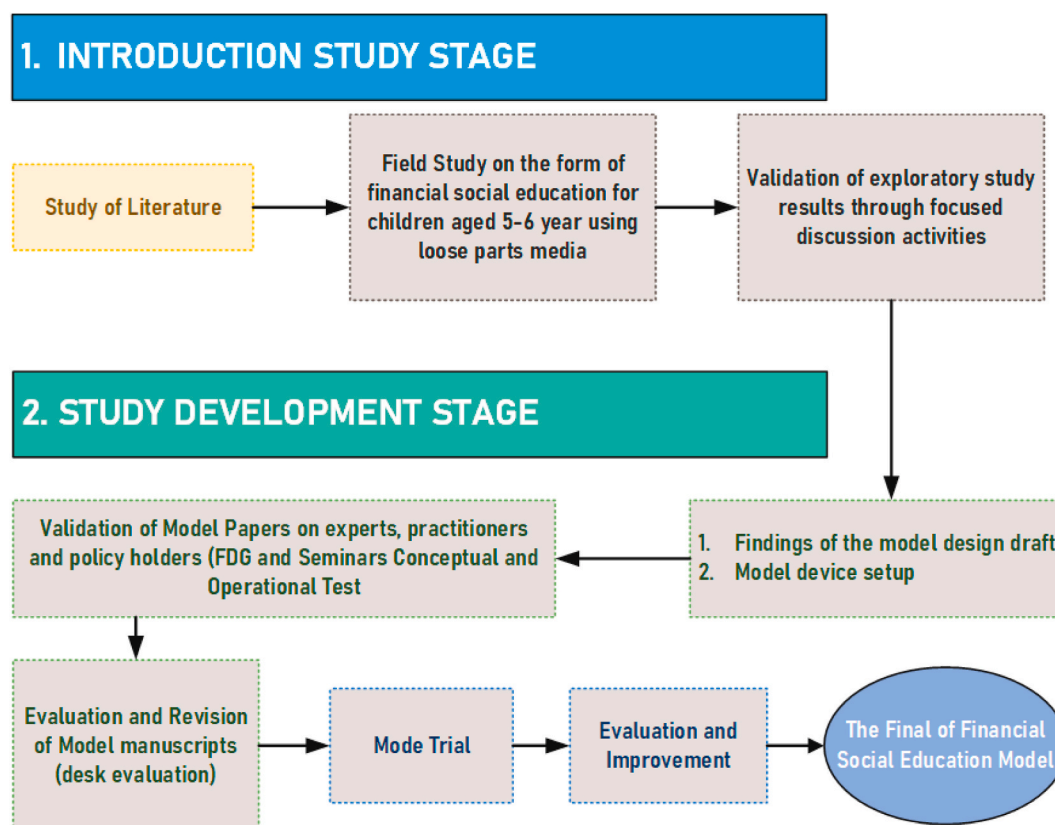 1. INTRODUCTION STUDY STAGE
Study of Literature
Field Study on the form of
financial social education for
children aged 5-6 year using
loose parts media
Validation of exploratory study
results through focused
discussion activities
2. STUDY DEVELOPMENT STAGE
1. Findings of the model design draft
2. Model device setup
Validation of Model Papers on experts, practitioners
and policy holders (FDG and Seminars Conceptual and
Operational Test
Evaluation and Revision
of Model manuscripts
(desk evaluation)
Mode Trial
Evaluation and
Improvement
The Final of Financial
Social Education Model